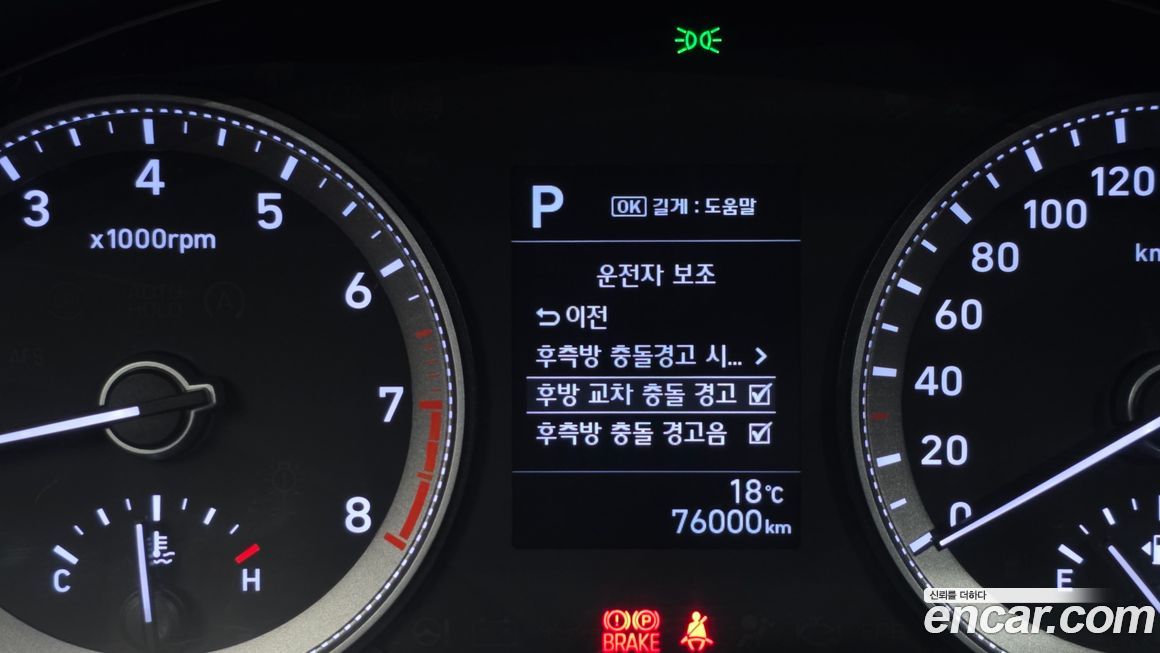 P
OK 길게 : 도움말
운전자 보조
이전
후측방 충돌경고 시...
후방 교차 충돌 경고
후측방 충돌 경고음
18°C
76000km
3
4
5
6
7
8
x1000rpm
AUTO
HOLD
A
C
H
0
20
40
60
80
100
120
km
E
P
BRAKE
신뢰를 더하다
encar.com